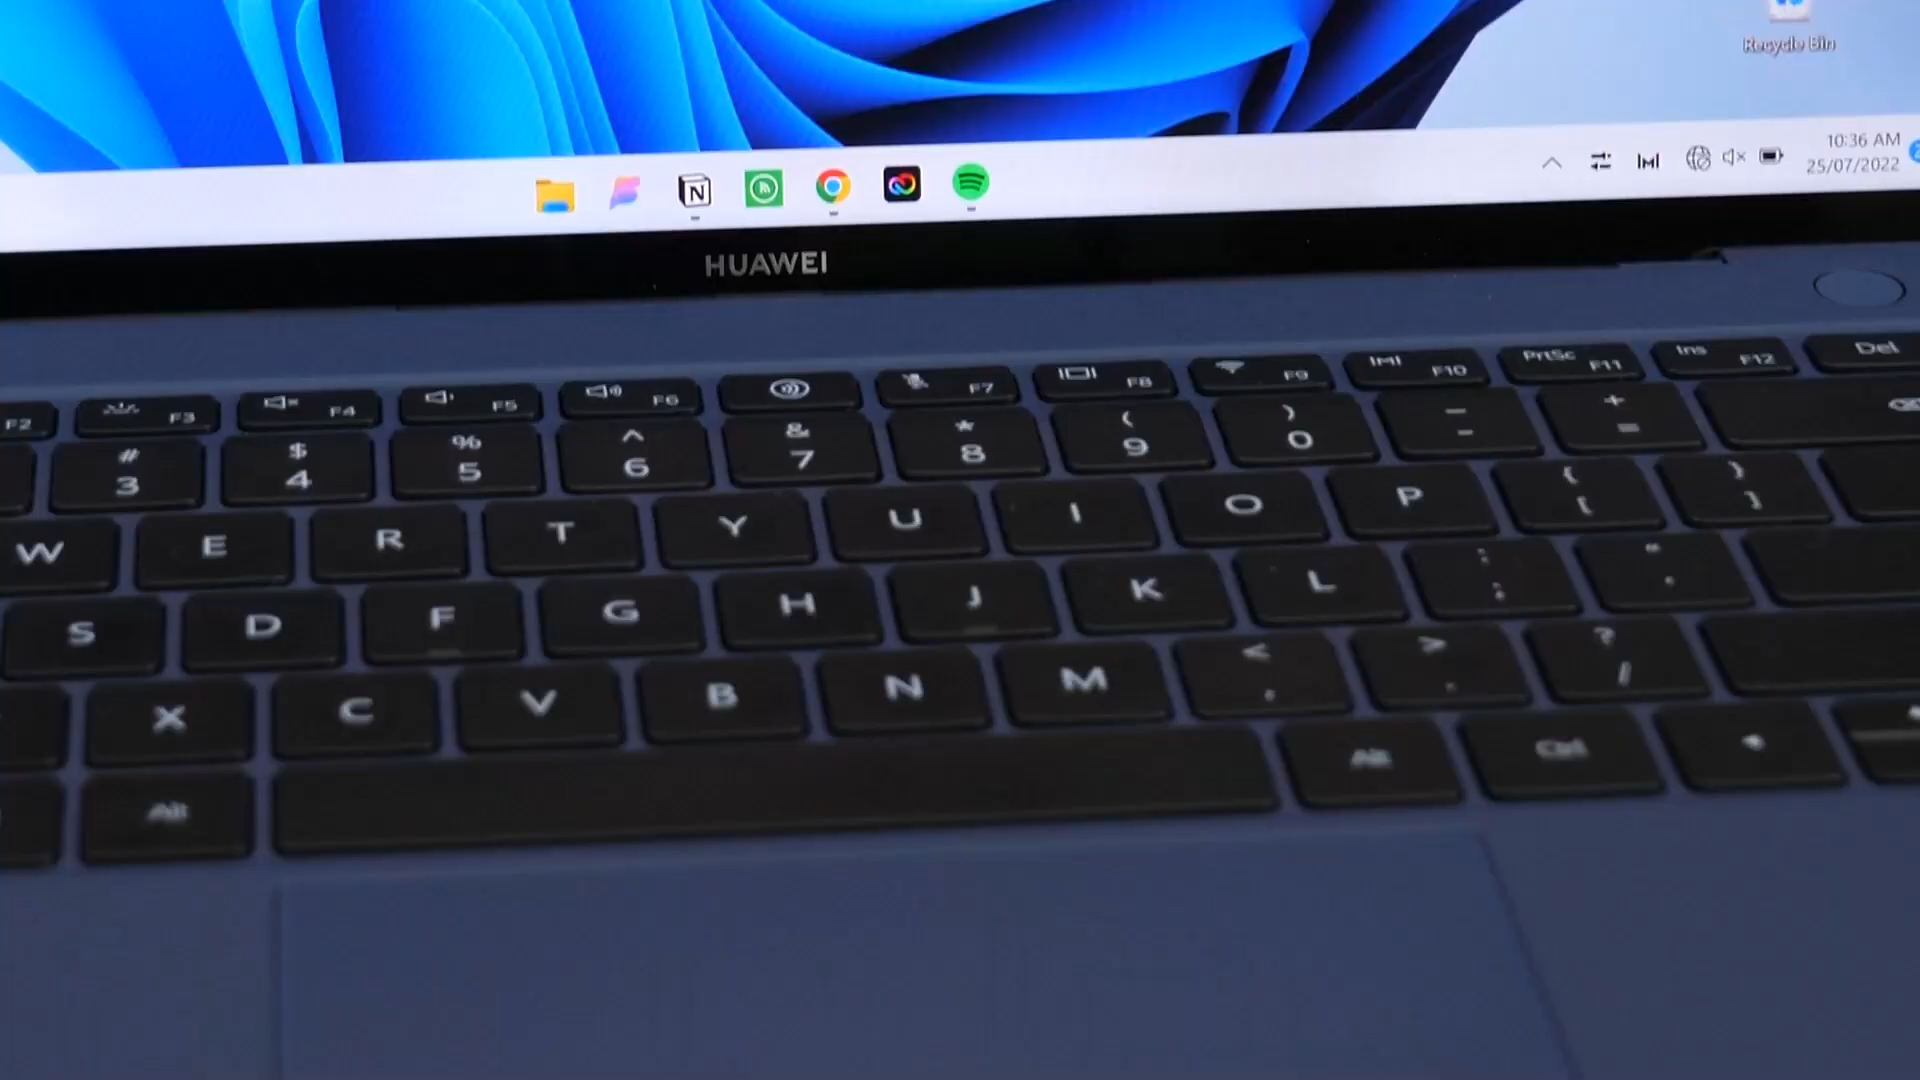 Recycle Bin
10:36 AM
25/07/2022
N
HUAWEI
F2 F3 F4 F5 F6 F7 F8 F9 F10 PrtSc F11 Ins F12 Del
# $ % ^ & * ( ) — +
3 4 5 6 7 8 9 0 - =
W E R T Y U I O P { [ } ]
S D F G H J K L : ;
X C V B N M < , > . ? /
Alt Alt Ctrl